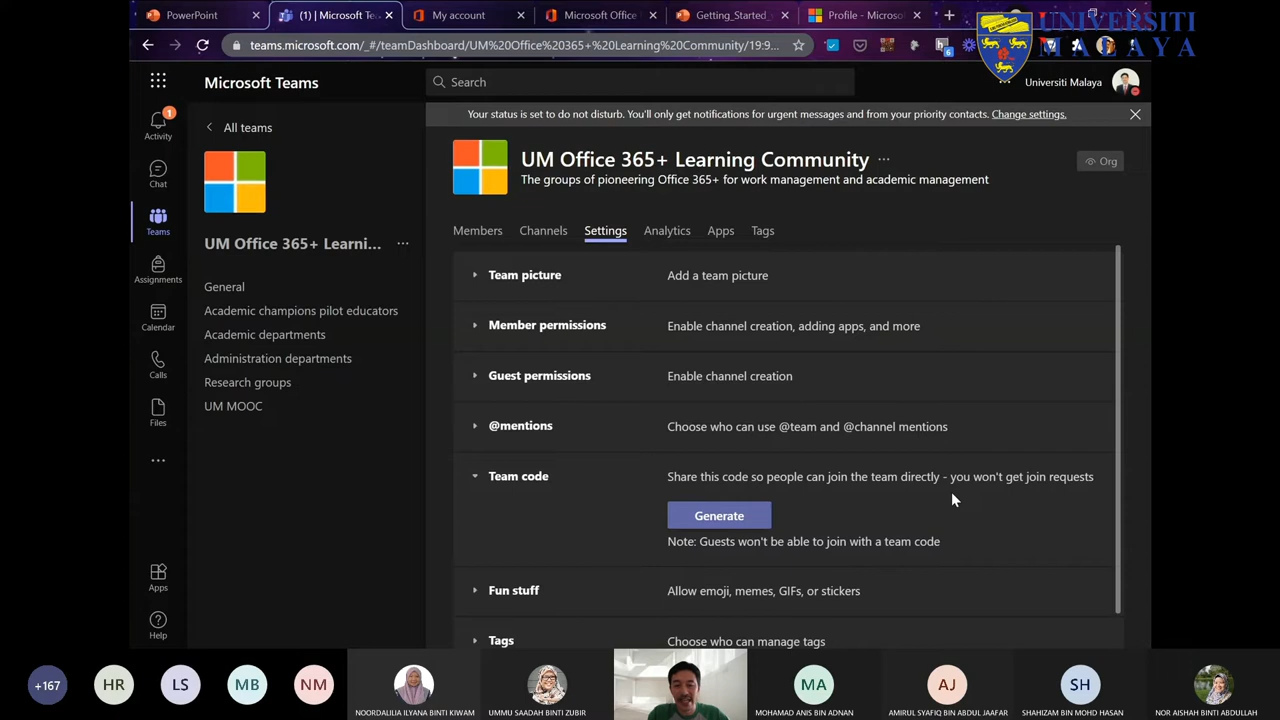 PowerPoint
(1) | Microsoft Tea
My account
Microsoft Office
Getting_Started_
Profile - Microsof
UNIVERSITI
MALAYA
teams.microsoft.com/_#/teamDashboard/UM%20Office%20365+%20Learning%20Community/19:9...
6
Microsoft Teams
Search
Universiti Malaya
Your status is set to do not disturb. You'll only get notifications for urgent messages and from your priority contacts. Change settings.
1
Activity
Chat
Teams
Assignments
Calendar
Calls
Files
Apps
Help
All teams
UM Office 365+ Learni...
General
Academic champions pilot educators
Academic departments
Administration departments
Research groups
UM MOOC
UM Office 365+ Learning Community
Org
The groups of pioneering Office 365+ for work management and academic management
Members
Channels
Settings
Analytics
Apps
Tags
Team picture
Add a team picture
Member permissions
Enable channel creation, adding apps, and more
Guest permissions
Enable channel creation
@mentions
Choose who can use @team and @channel mentions
Team code
Share this code so people can join the team directly - you won't get join requests
Generate
Note: Guests won't be able to join with a team code
Fun stuff
Allow emoji, memes, GIFs, or stickers
Tags
Choose who can manage tags
+167
HR
LS
MB
NM
MA
AJ
SH
NOORDALILIA ILYANA BINTI KIWAM
UMMU SAADAH BINTI ZUBIR
MOHAMAD ANIS BIN ADNAN
AMIRUL SYAFIQ BIN ABDUL JAAFAR
SHAHIZAM BIN MOHD HASAN
NOR AISHAH BINTI ABDULLAH